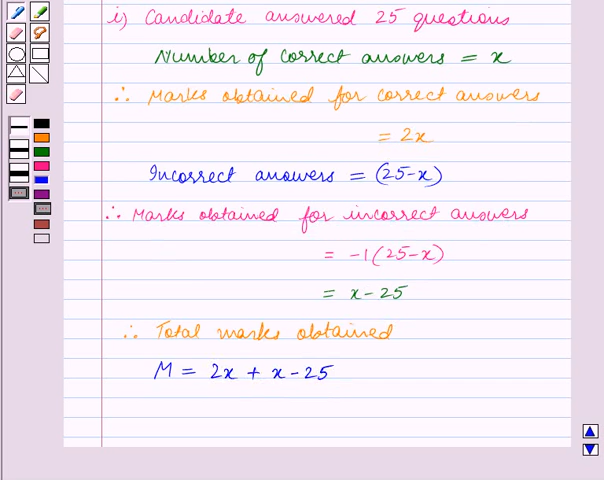 i) Candidate answered 25 questions
Number of correct answers = x
∴ Marks obtained for correct answers
= 2x
Incorrect answers = (25-x)
∴ Marks obtained for incorrect answers
= -1(25-x)
= x-25
∴ Total marks obtained
M = 2x + x-25